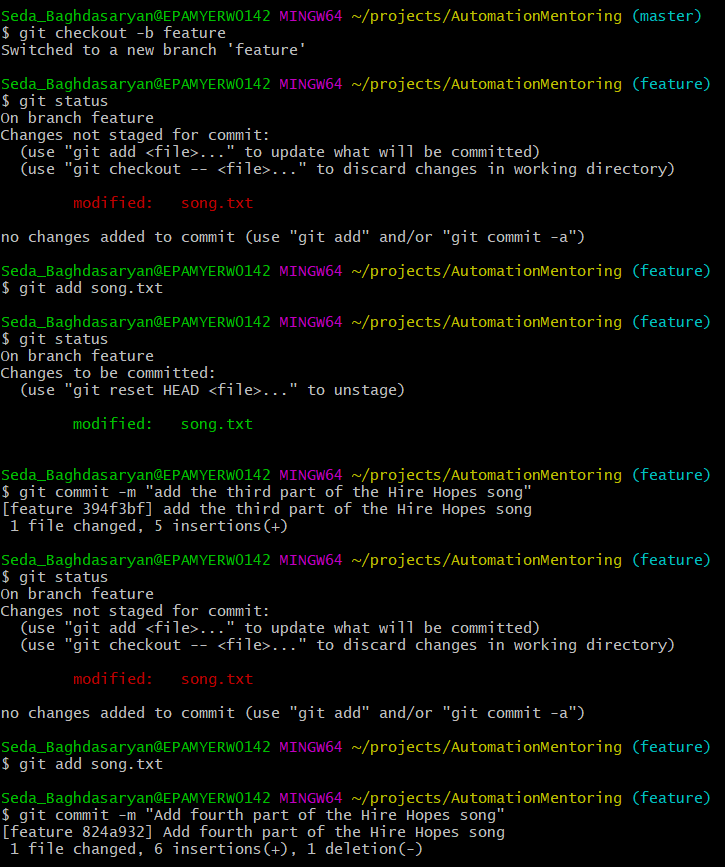 Seda_Baghdasaryan@EPAMYERW0142 MINGW64 ~/projects/AutomationMentoring (master)
$ git checkout -b feature
Switched to a new branch 'feature'
Seda_Baghdasaryan@EPAMYERW0142 MINGW64 ~/projects/AutomationMentoring (feature)
$ git status
On branch feature
Changes not staged for commit:
(use "git add <file>..." to update what will be committed)
(use "git checkout -- <file>..." to discard changes in working directory)
modified: song.txt
no changes added to commit (use "git add" and/or "git commit -a")
Seda_Baghdasaryan@EPAMYERW0142 MINGW64 ~/projects/AutomationMentoring (feature)
$ git add song.txt
Seda_Baghdasaryan@EPAMYERW0142 MINGW64 ~/projects/AutomationMentoring (feature)
$ git status
On branch feature
Changes to be committed:
(use "git reset HEAD <file>..." to unstage)
modified: song.txt
Seda_Baghdasaryan@EPAMYERW0142 MINGW64 ~/projects/AutomationMentoring (feature)
$ git commit -m "add the third part of the Hire Hopes song"
[feature 394f3bf] add the third part of the Hire Hopes song
1 file changed, 5 insertions(+)
Seda_Baghdasaryan@EPAMYERW0142 MINGW64 ~/projects/AutomationMentoring (feature)
$ git status
On branch feature
Changes not staged for commit:
(use "git add <file>..." to update what will be committed)
(use "git checkout -- <file>..." to discard changes in working directory)
modified: song.txt
no changes added to commit (use "git add" and/or "git commit -a")
Seda_Baghdasaryan@EPAMYERW0142 MINGW64 ~/projects/AutomationMentoring (feature)
$ git add song.txt
Seda_Baghdasaryan@EPAMYERW0142 MINGW64 ~/projects/AutomationMentoring (feature)
$ git commit -m "Add fourth part of the Hire Hopes song"
[feature 824a932] Add fourth part of the Hire Hopes song
1 file changed, 6 insertions(+), 1 deletion(-)